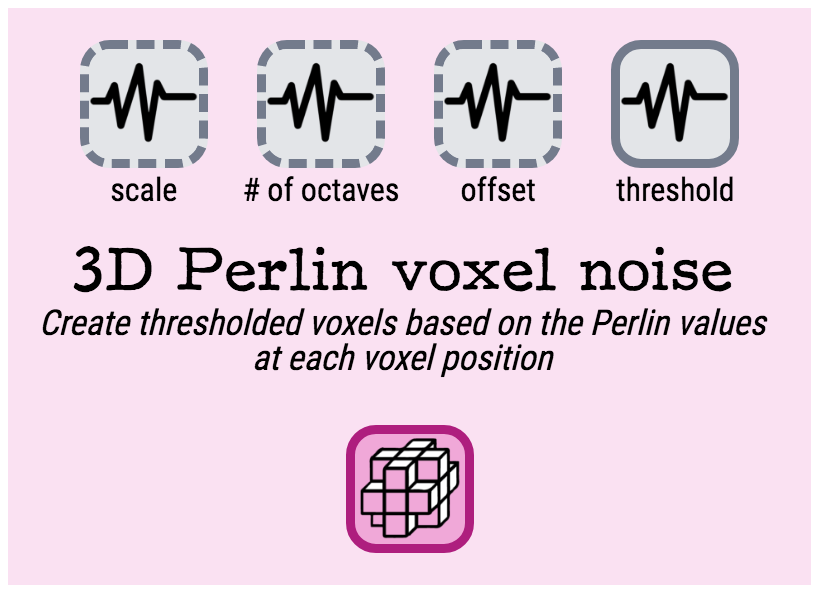 scale
# of octaves
offset
threshold
3D Perlin voxel noise
Create thresholded voxels based on the Perlin values
at each voxel position